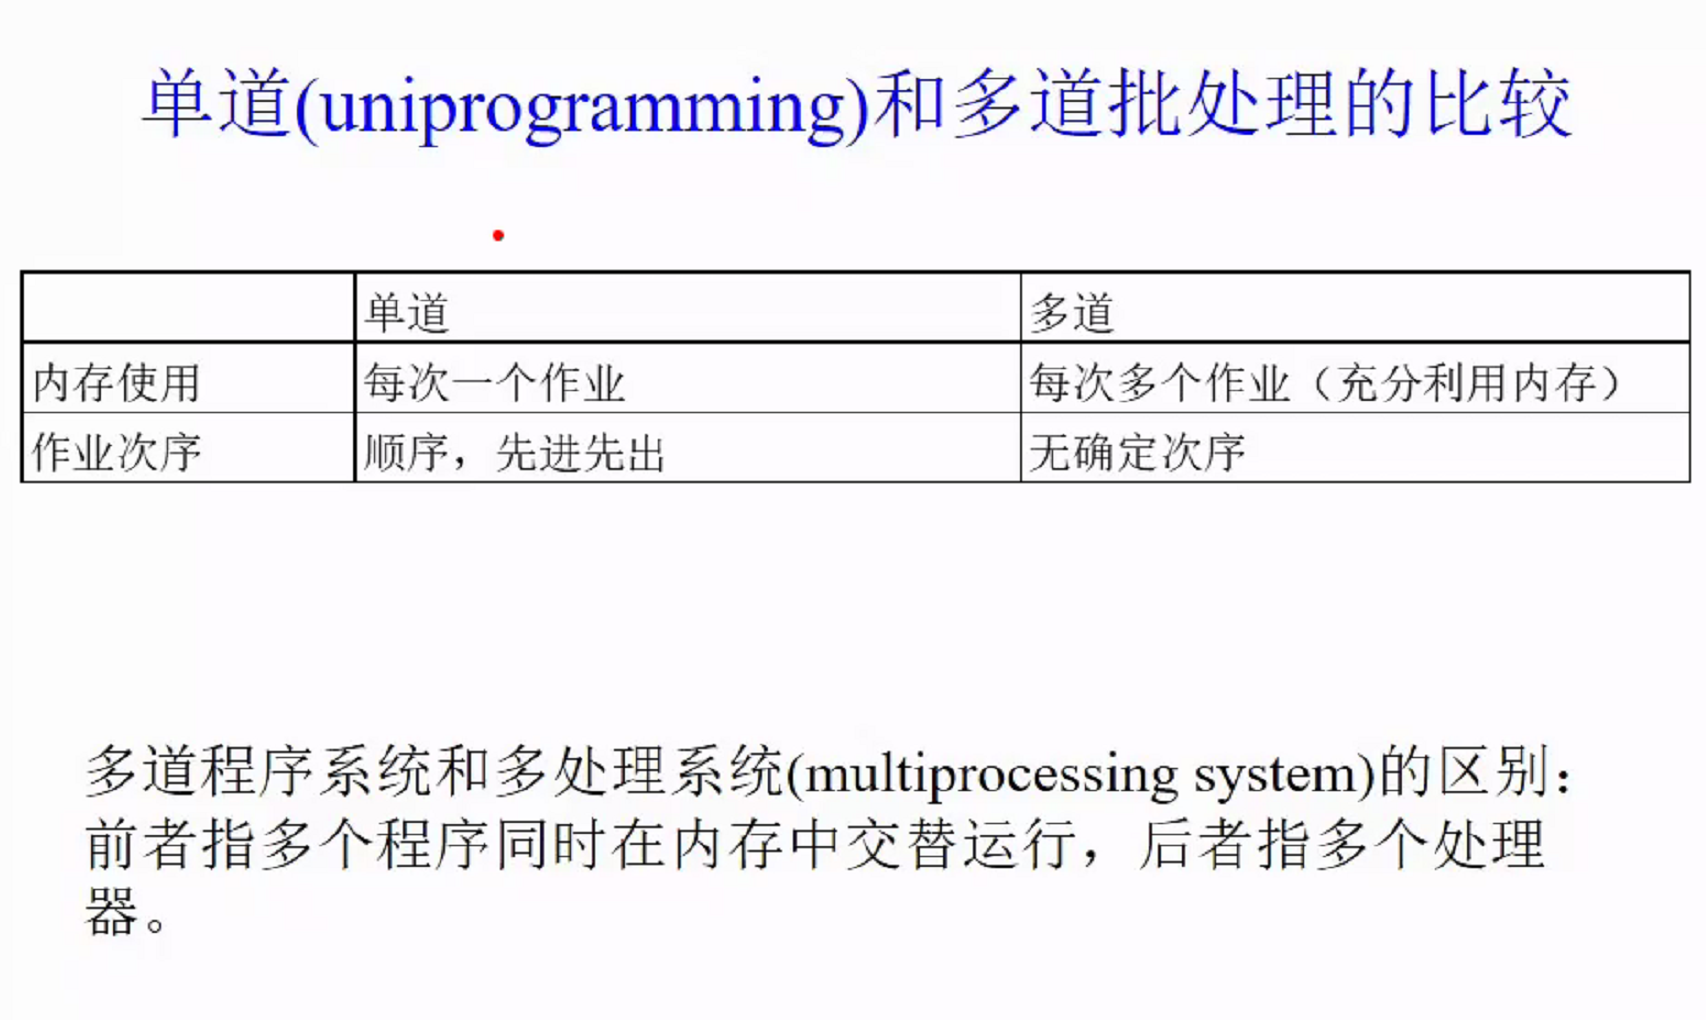 单道(uniprogramming)和多道批处理的比较
单道 多道
内存使用 每次一个作业 每次多个作业（充分利用内存）
作业次序 顺序，先进先出 无确定次序
多道程序系统和多处理系统(multiprocessing system)的区别：
前者指多个程序同时在内存中交替运行，后者指多个处理
器。